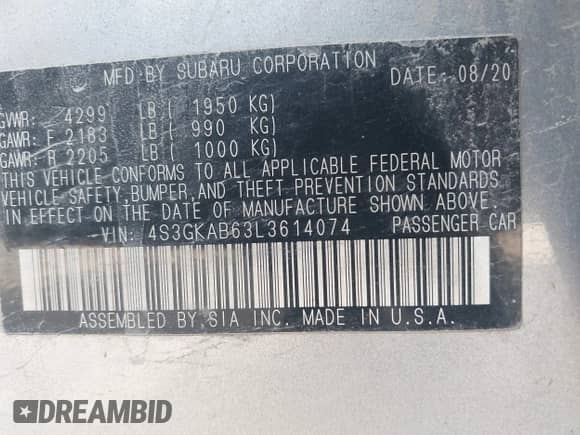 MFD BY SUBARU CORPORATION DATE: 08/20
GVWR: 4299 LB ( 1950 KG)
GAWR: F 2183 LB ( 990 KG)
GAWR: R 2205 LB ( 1000 KG)
THIS VEHICLE CONFORMS TO ALL APPLICABLE FEDERAL MOTOR
VEHICLE SAFETY,BUMPER,AND THEFT PREVENTION STANDARDS
IN EFFECT ON THE DATE OF MANUFACTURE SHOWN ABOVE.
VIN: 4S3GKAB63L3614074 PASSENGER CAR
ASSEMBLED BY SIA INC. MADE IN U.S.A.
DREAMBID